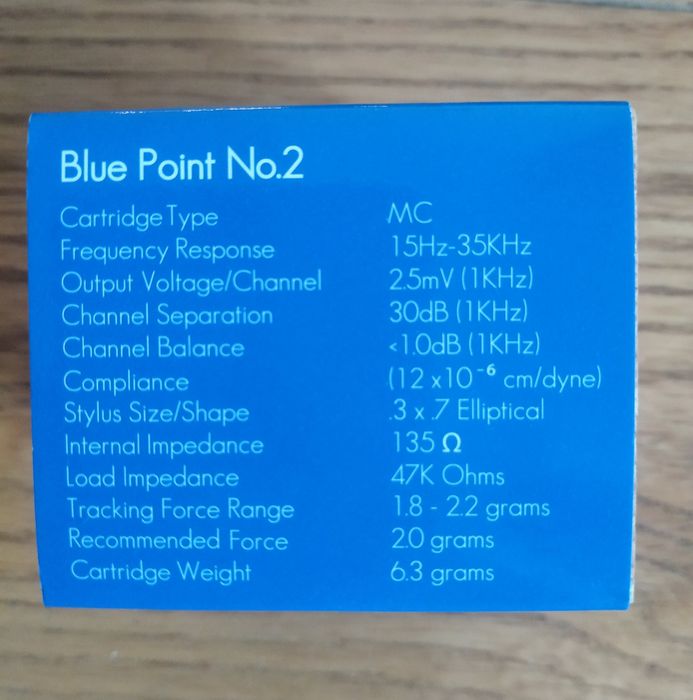 Blue Point No.2
Cartridge Type MC
Frequency Response 15Hz-35KHz
Output Voltage/Channel 2.5mV (1KHz)
Channel Separation 30dB (1KHz)
Channel Balance <1.0dB (1KHz)
Compliance (12 x10⁻⁶ cm/dyne)
Stylus Size/Shape .3 x .7 Elliptical
Internal Impedance 135 Ω
Load Impedance 47K Ohms
Tracking Force Range 1.8 - 2.2 grams
Recommended Force 2.0 grams
Cartridge Weight 6.3 grams